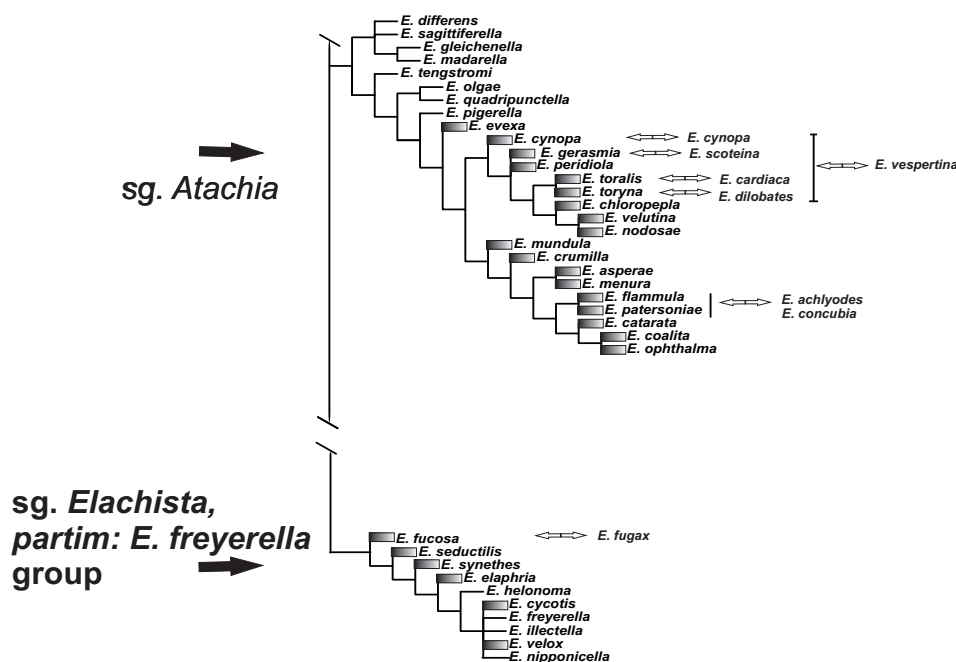 E. differens
E. sagittiferella
E. gleichenella
E. madarella
E. tengstromi
E. olgae
E. quadripunctella
E. pigerella
E. evexa
E. cynopa E. cynopa
E. gerasmia E. scoteina
E. peridiola E. vespertina
sg. Atachia
E. toralis E. cardiaca
E. toryna E. dilobates
E. chloropepla
E. velutina
E. nodosae
E. mundula
E. crumilla
E. asperae
E. menura
E. flammula E. achlyodes
E. patersoniae E. concubia
E. catarata
E. coalita
E. ophthalma
sg. Elachista,
partim: E. freyerella
group
E. fucosa E. fugax
E. seductilis
E. synethes
E. elaphria
E. helonoma
E. cycotis
E. freyerella
E. illectella
E. velox
E. nipponicella